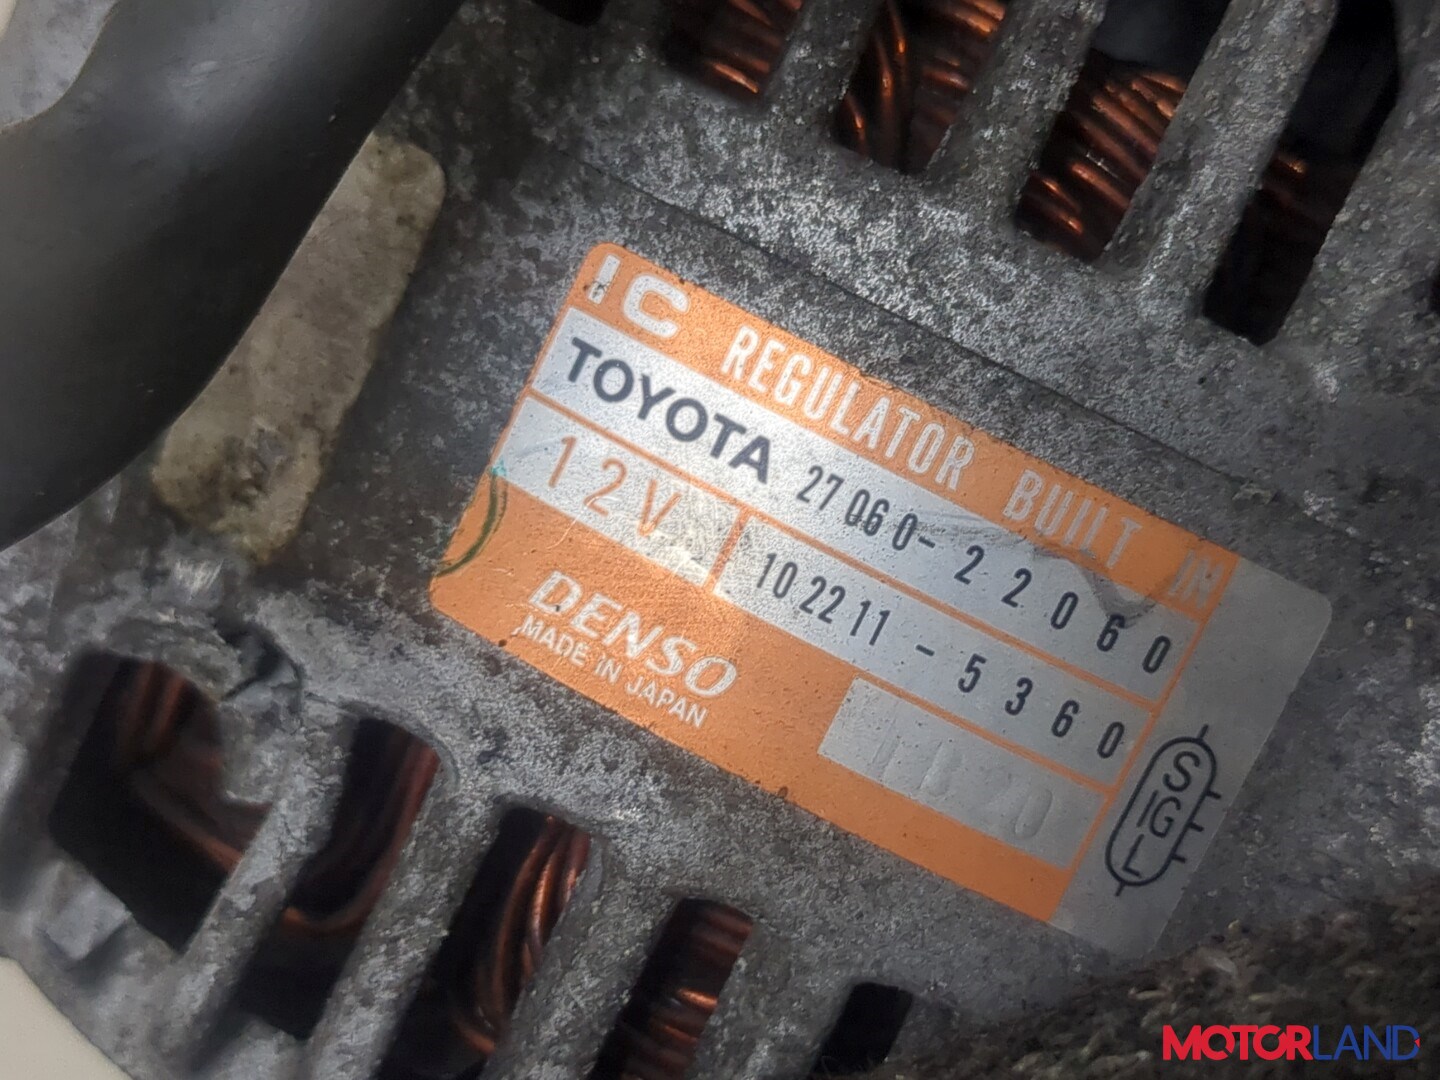 IC REGULATOR BUILT IN
TOYOTA 27060-22060
12V 102211-5360
DENSO
MADE IN JAPAN
S
IG
L
MOTORLAND